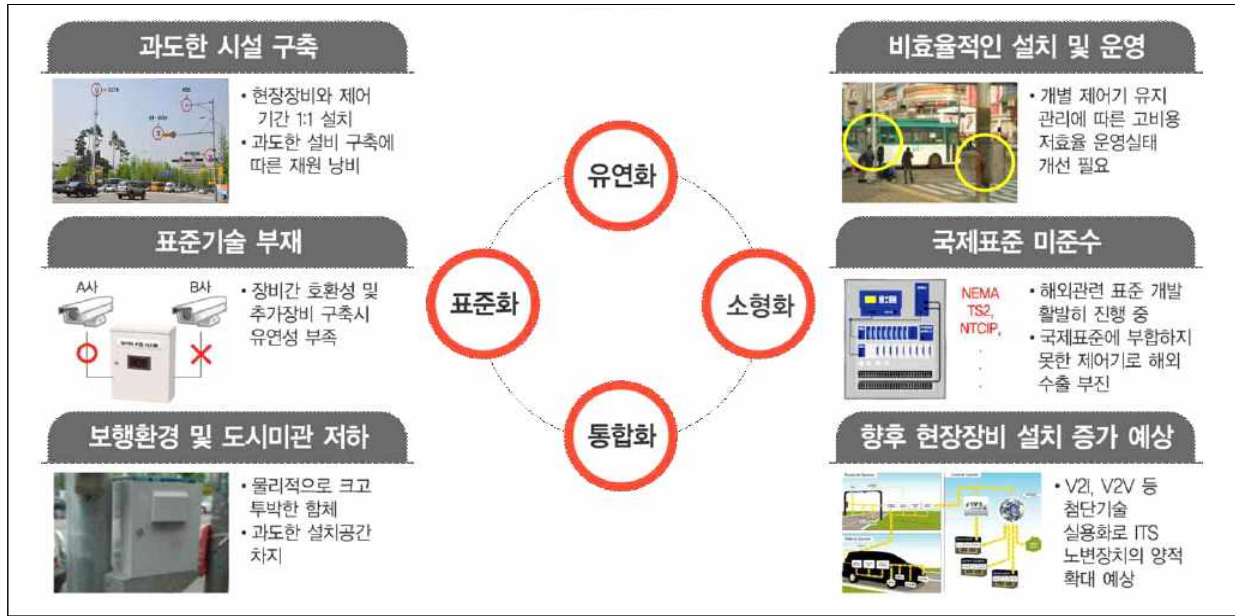 과도한 시설 구축
• 현장장비와 제어
기간 1:1 설치
• 과도한 설비 구축에
따른 재원 낭비
표준기술 부재
A사
B사
• 장비간 호환성 및
추가장비 구축시
유연성 부족
보행환경 및 도시미관 저하
• 물리적으로 크고
투박한 함체
• 과도한 설치공간
차지
유연화
표준화
소형화
통합화
비효율적인 설치 및 운영
• 개별 제어기 유지
관리에 따른 고비용
저효율 운영실태
개선 필요
국제표준 미준수
NEMA
TS2,
NTCIP,
.
.
.
• 해외관련 표준 개발
활발히 진행 중
• 국제표준에 부합하지
못한 제어기로 해외
수출 부진
향후 현장장비 설치 증가 예상
• V2I, V2V 등
첨단기술
실용화로 ITS
노변장치의 양적
확대 예상